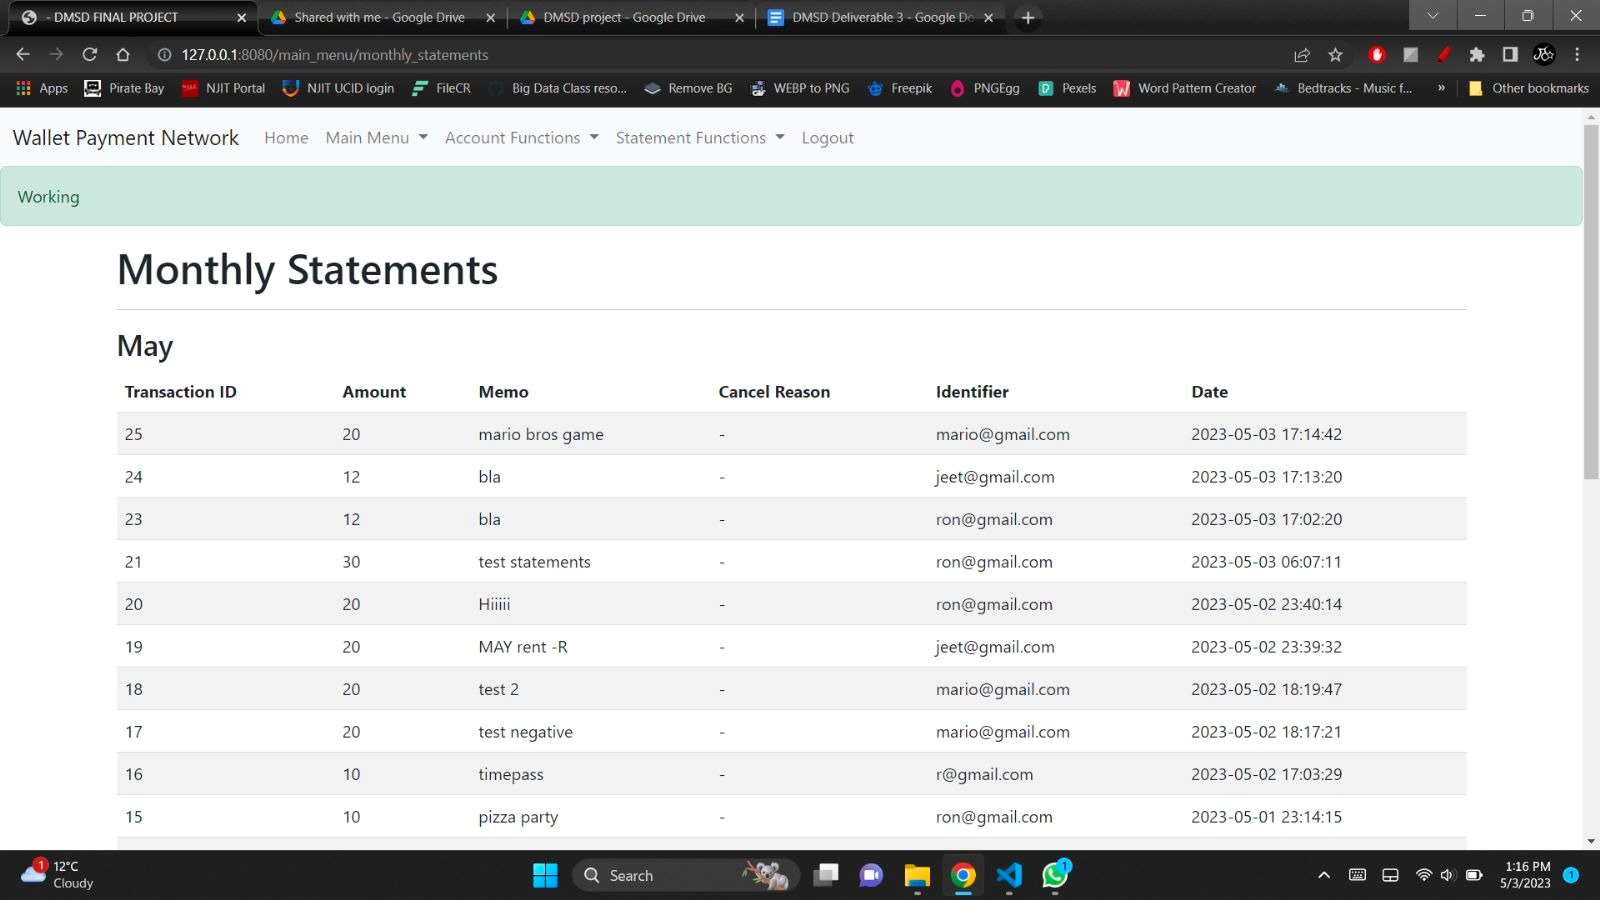 - DMSD FINAL PROJECT
Shared with me - Google Drive
DMSD project - Google Drive
DMSD Deliverable 3 - Google Do
127.0.0.1:8080/main_menu/monthly_statements
Apps Pirate Bay NJIT Portal NJIT UCID login FileCR Big Data Class reso... Remove BG WEBP to PNG Freepik PNGEgg Pexels Word Pattern Creator Bedtracks - Music f... » Other bookmarks
Wallet Payment Network Home Main Menu Account Functions Statement Functions Logout
Working
Monthly Statements
May
Transaction ID Amount Memo Cancel Reason Identifier Date
25 20 mario bros game - mario@gmail.com 2023-05-03 17:14:42
24 12 bla - jeet@gmail.com 2023-05-03 17:13:20
23 12 bla - ron@gmail.com 2023-05-03 17:02:20
21 30 test statements - ron@gmail.com 2023-05-03 06:07:11
20 20 Hiiiii - ron@gmail.com 2023-05-02 23:40:14
19 20 MAY rent -R - jeet@gmail.com 2023-05-02 23:39:32
18 20 test 2 - mario@gmail.com 2023-05-02 18:19:47
17 20 test negative - mario@gmail.com 2023-05-02 18:17:21
16 10 timepass - r@gmail.com 2023-05-02 17:03:29
15 10 pizza party - ron@gmail.com 2023-05-01 23:14:15
1 12°C
Cloudy
Search
1
1:16 PM
5/3/2023
1